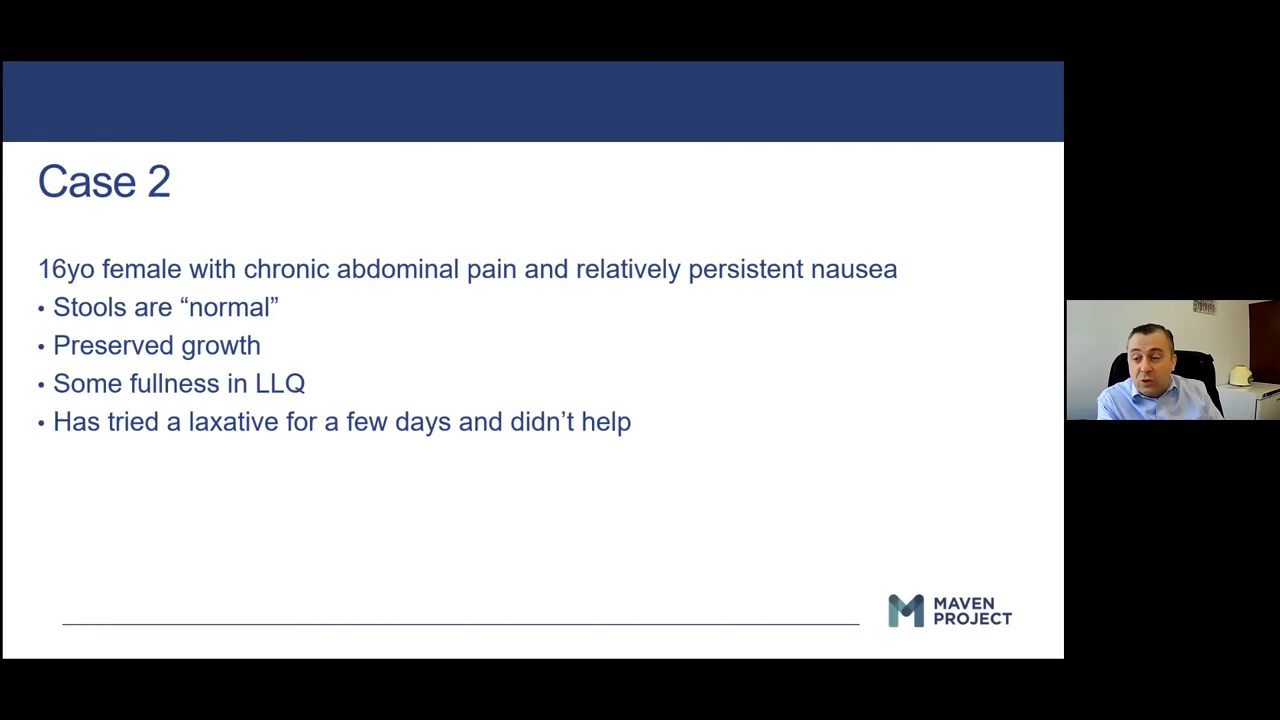 Case 2
16yo female with chronic abdominal pain and relatively persistent nausea
• Stools are “normal”
• Preserved growth
• Some fullness in LLQ
• Has tried a laxative for a few days and didn’t help
MAVEN
PROJECT